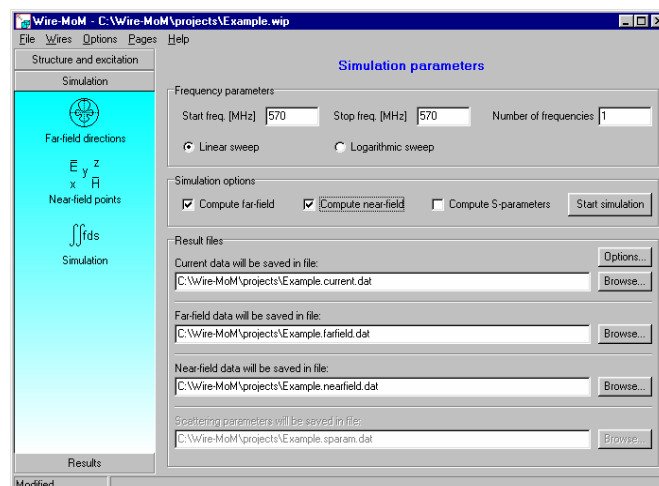 Wire-MoM - C:\Wire-MoM\projects\Example.wip
File Wires Options Pages Help
Structure and excitation
Simulation
Far-field directions
E y z
x H
Near-field points
∬fds
Simulation
Results
Modified
Simulation parameters
Frequency parameters
Start freq. [MHz] 570 Stop freq. [MHz] 570 Number of frequencies 1
Linear sweep Logarithmic sweep
Simulation options
Compute far-field Compute near-field Compute S-parameters Start simulation
Result files
Options...
Current data will be saved in file:
C:\Wire-MoM\projects\Example.current.dat Browse...
Far-field data will be saved in file:
C:\Wire-MoM\projects\Example.farfield.dat Browse...
Near-field data will be saved in file:
C:\Wire-MoM\projects\Example.nearfield.dat Browse...
Scattering parameters will be saved in file:
C:\Wire-MoM\projects\Example.sparam.dat Browse...